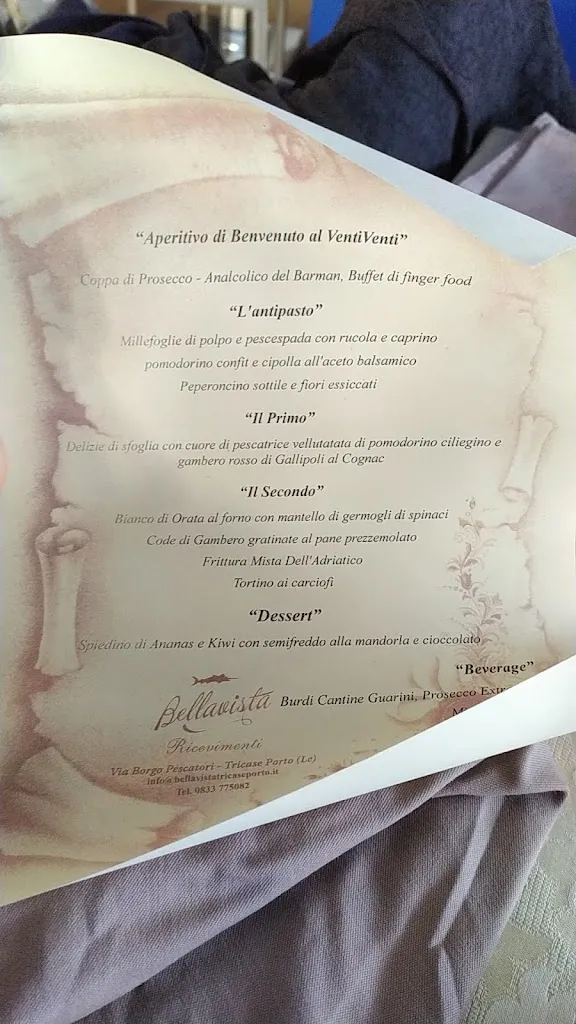 “Aperitivo di Benvenuto al VentiVenti”
Coppa di Prosecco - Analcolico del Barman, Buffet di finger food
“L'antipasto”
Millefoglie di polpo e pescespada con rucola e caprino
pomodorino confit e cipolla all'aceto balsamico
Peperoncino sottile e fiori essiccati
“Il Primo”
Delizie di sfoglia con cuore di pescatrice vellutatata di pomodorino ciliegino e
gambero rosso di Gallipoli al Cognac
“Il Secondo”
Bianco di Orata al forno con mantello di germogli di spinaci
Code di Gambero gratinate al pane prezzemolato
Frittura Mista Dell'Adriatico
Tortino ai carciofi
“Dessert”
Spiedino di Ananas e Kiwi con semifreddo alla mandorla e cioccolato
“Beverage”
Burdi Cantine Guarini, Prosecco
Bellavista
Ricevimenti
Via Borgo Pescatori - Tricase Porto (Le)
info@bellavistatricaseporto.it
Tel. 0833 775082